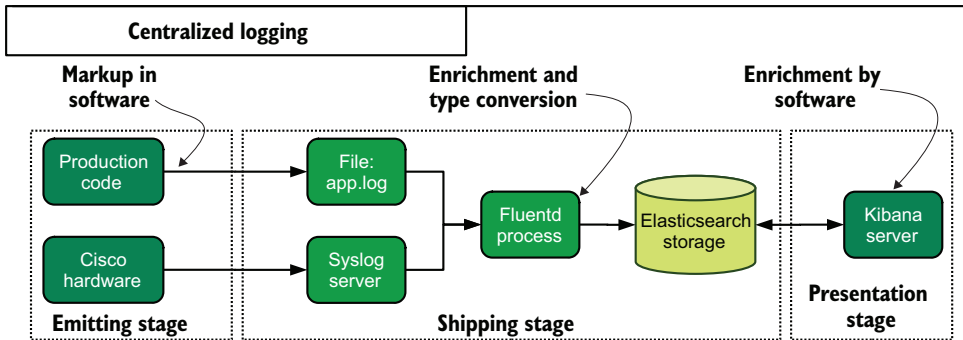 Centralized logging
Markup in
software
Enrichment and
type conversion
Enrichment by
software
Production
code
File:
app.log
Fluentd
process
Elasticsearch
storage
Kibana
server
Cisco
hardware
Syslog
server
Emitting stage
Shipping stage
Presentation
stage